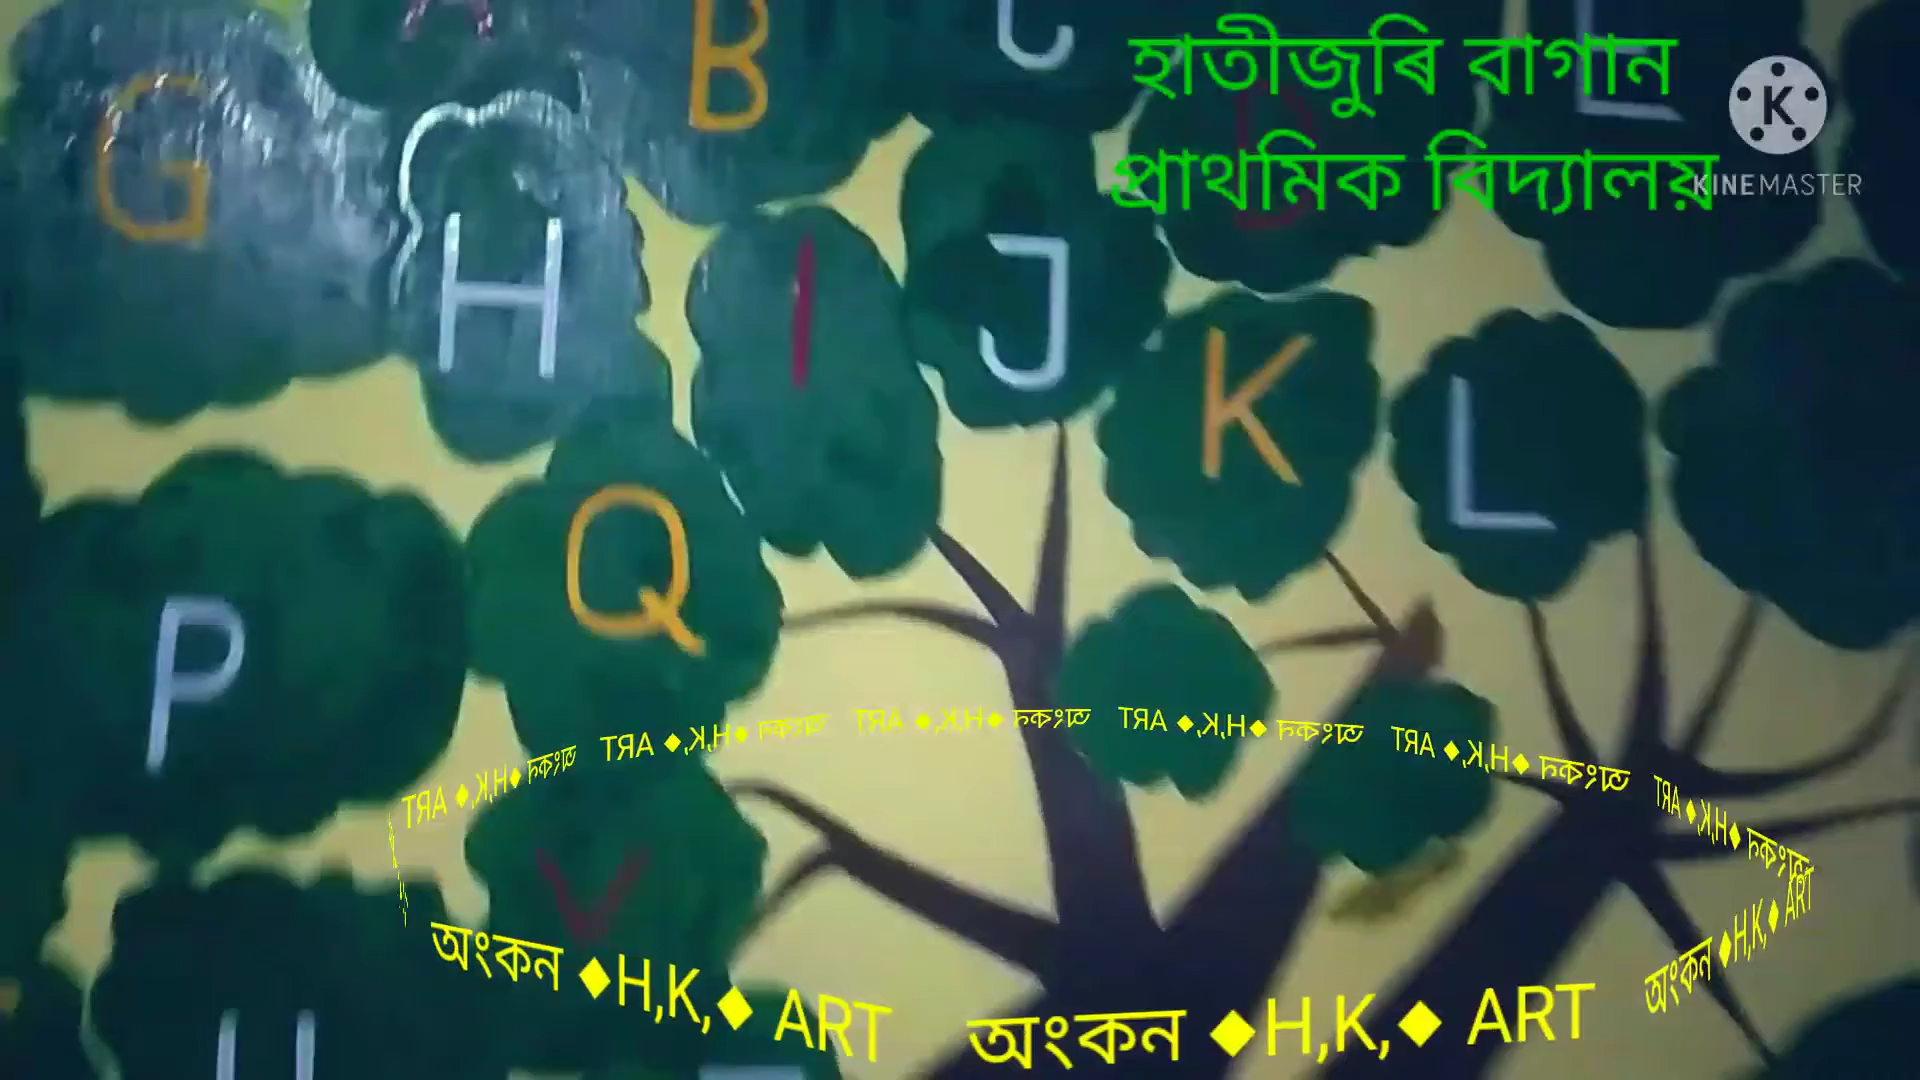 A B C E
হাতীজুৰি বাগান
প্ৰাথমিক বিদ্যালয়
KINEMASTER
G H I J D
K L
P Q
V
U
অংকন ◆H,K,◆ ART অংকন ◆H,K,◆ ART অংকন ◆H,K,◆ ART